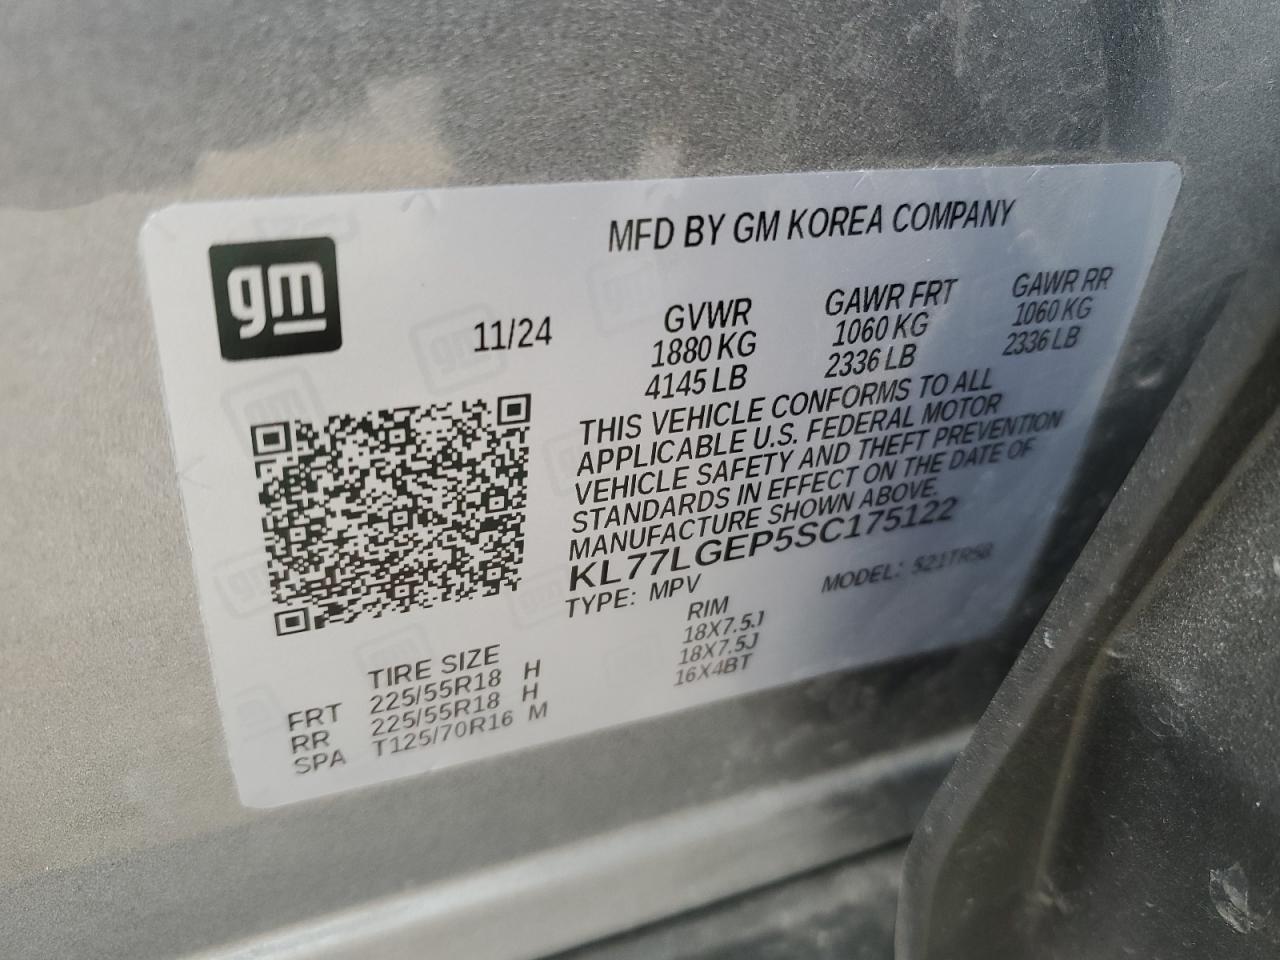 gm
MFD BY GM KOREA COMPANY
11/24
GVWR
1880 KG
4145 LB
GAWR FRT
1060 KG
2336 LB
GAWR RR
1060 KG
2336 LB
THIS VEHICLE CONFORMS TO ALL
APPLICABLE U.S. FEDERAL MOTOR
VEHICLE SAFETY AND THEFT PREVENTION
STANDARDS IN EFFECT ON THE DATE OF
MANUFACTURE SHOWN ABOVE.
KL77LGEP5SC175122
TYPE: MPV
MODEL: 521TR58
TIRE SIZE
RIM
FRT 225/55R18 H 18X7.5J
RR 225/55R18 H 18X7.5J
SPA T125/70R16 M 16X4BT